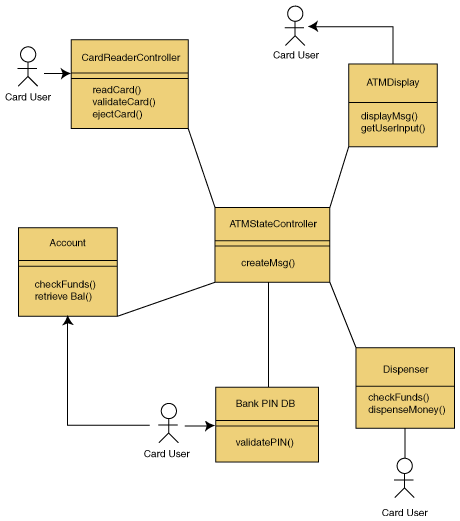 CardReaderController
readCard()
validateCard()
ejectCard()
Card User
Card User
ATMDisplay
displayMsg()
getUserInput()
ATMStateController
createMsg()
Account
checkFunds()
retrieve Bal()
Bank PIN DB
validatePIN()
Card User
Dispenser
checkFunds()
dispenseMoney()
Card User